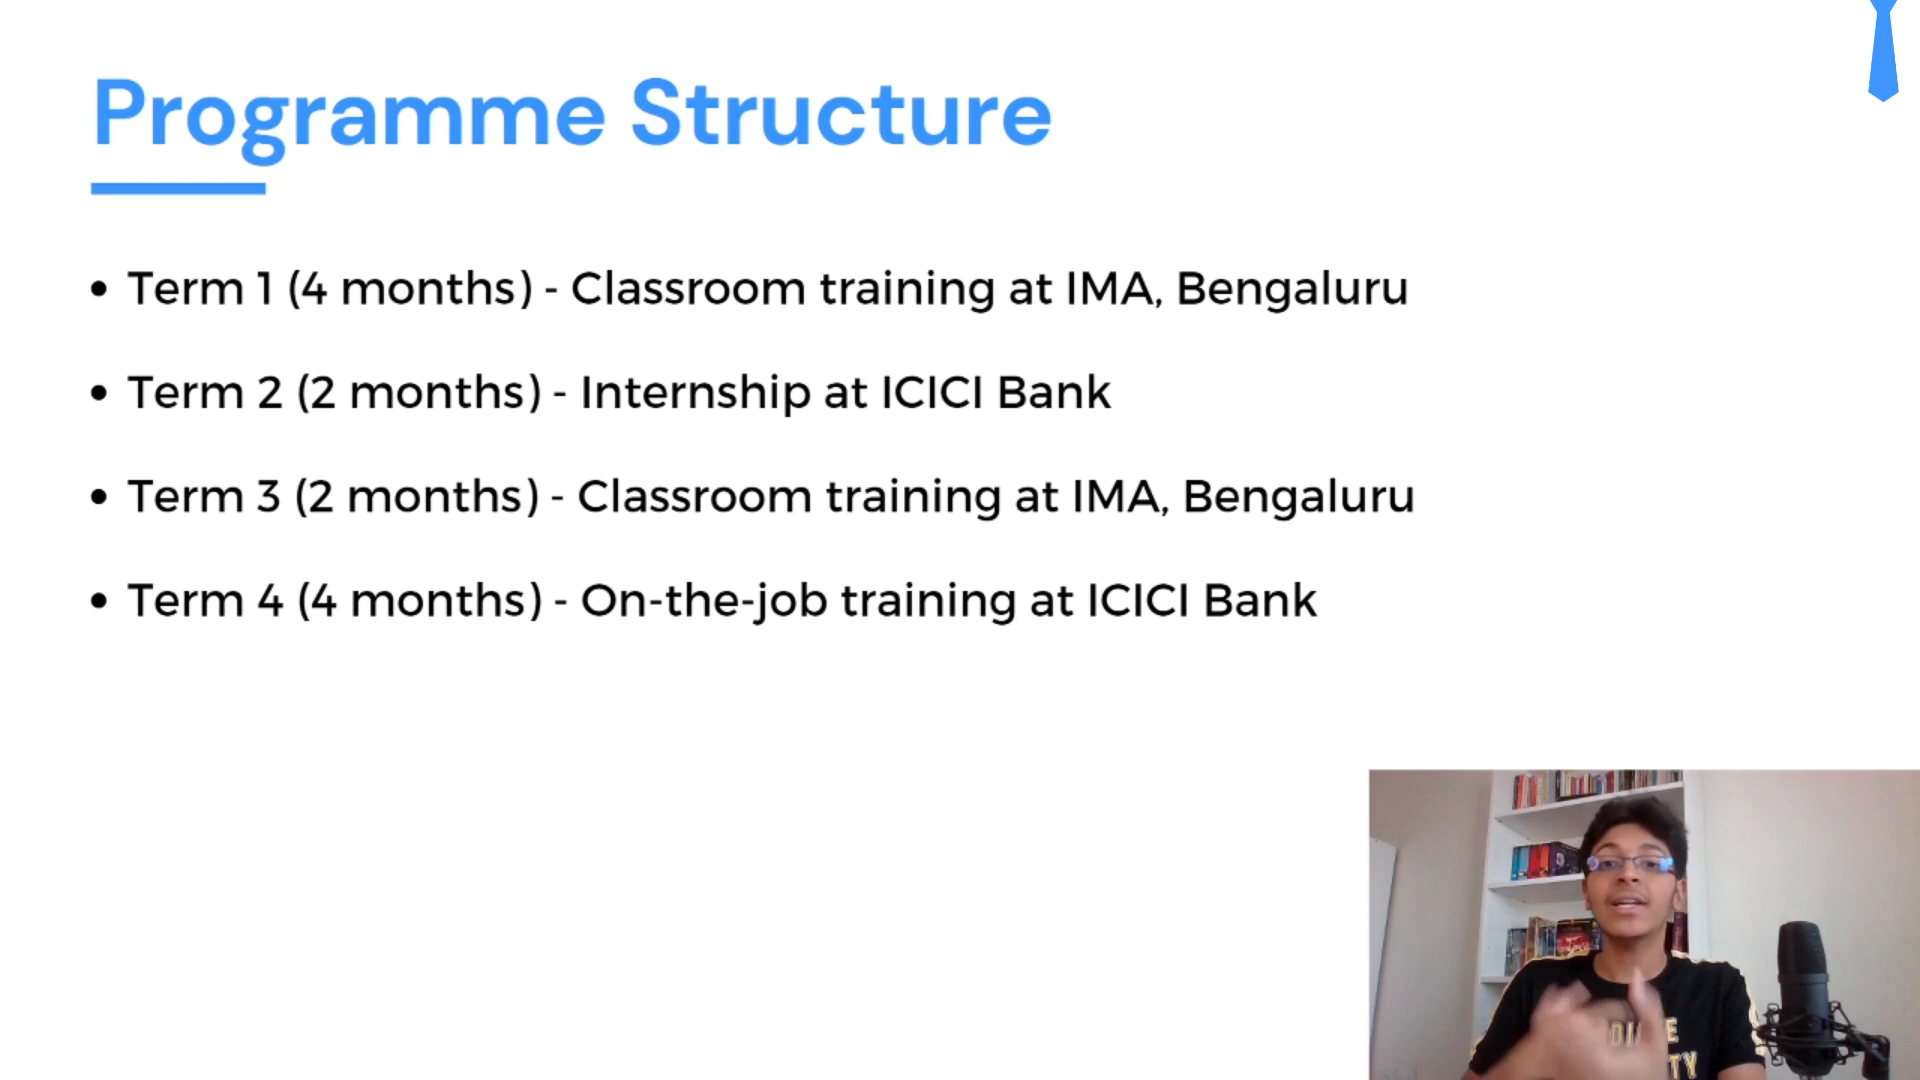 Programme Structure
• Term 1 (4 months) - Classroom training at IMA, Bengaluru
• Term 2 (2 months) - Internship at ICICI Bank
• Term 3 (2 months) - Classroom training at IMA, Bengaluru
• Term 4 (4 months) - On-the-job training at ICICI Bank